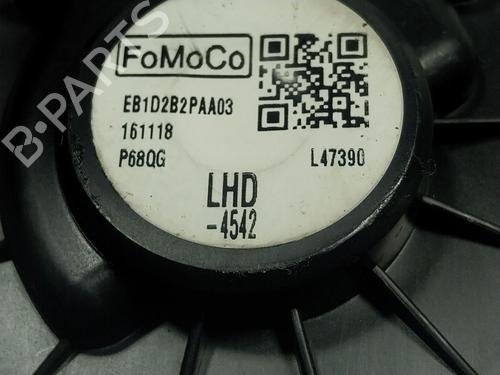 FoMoCo
EB1D2B2PAA03
161118
P68QG L47390
LHD
-4542
B-PARTS